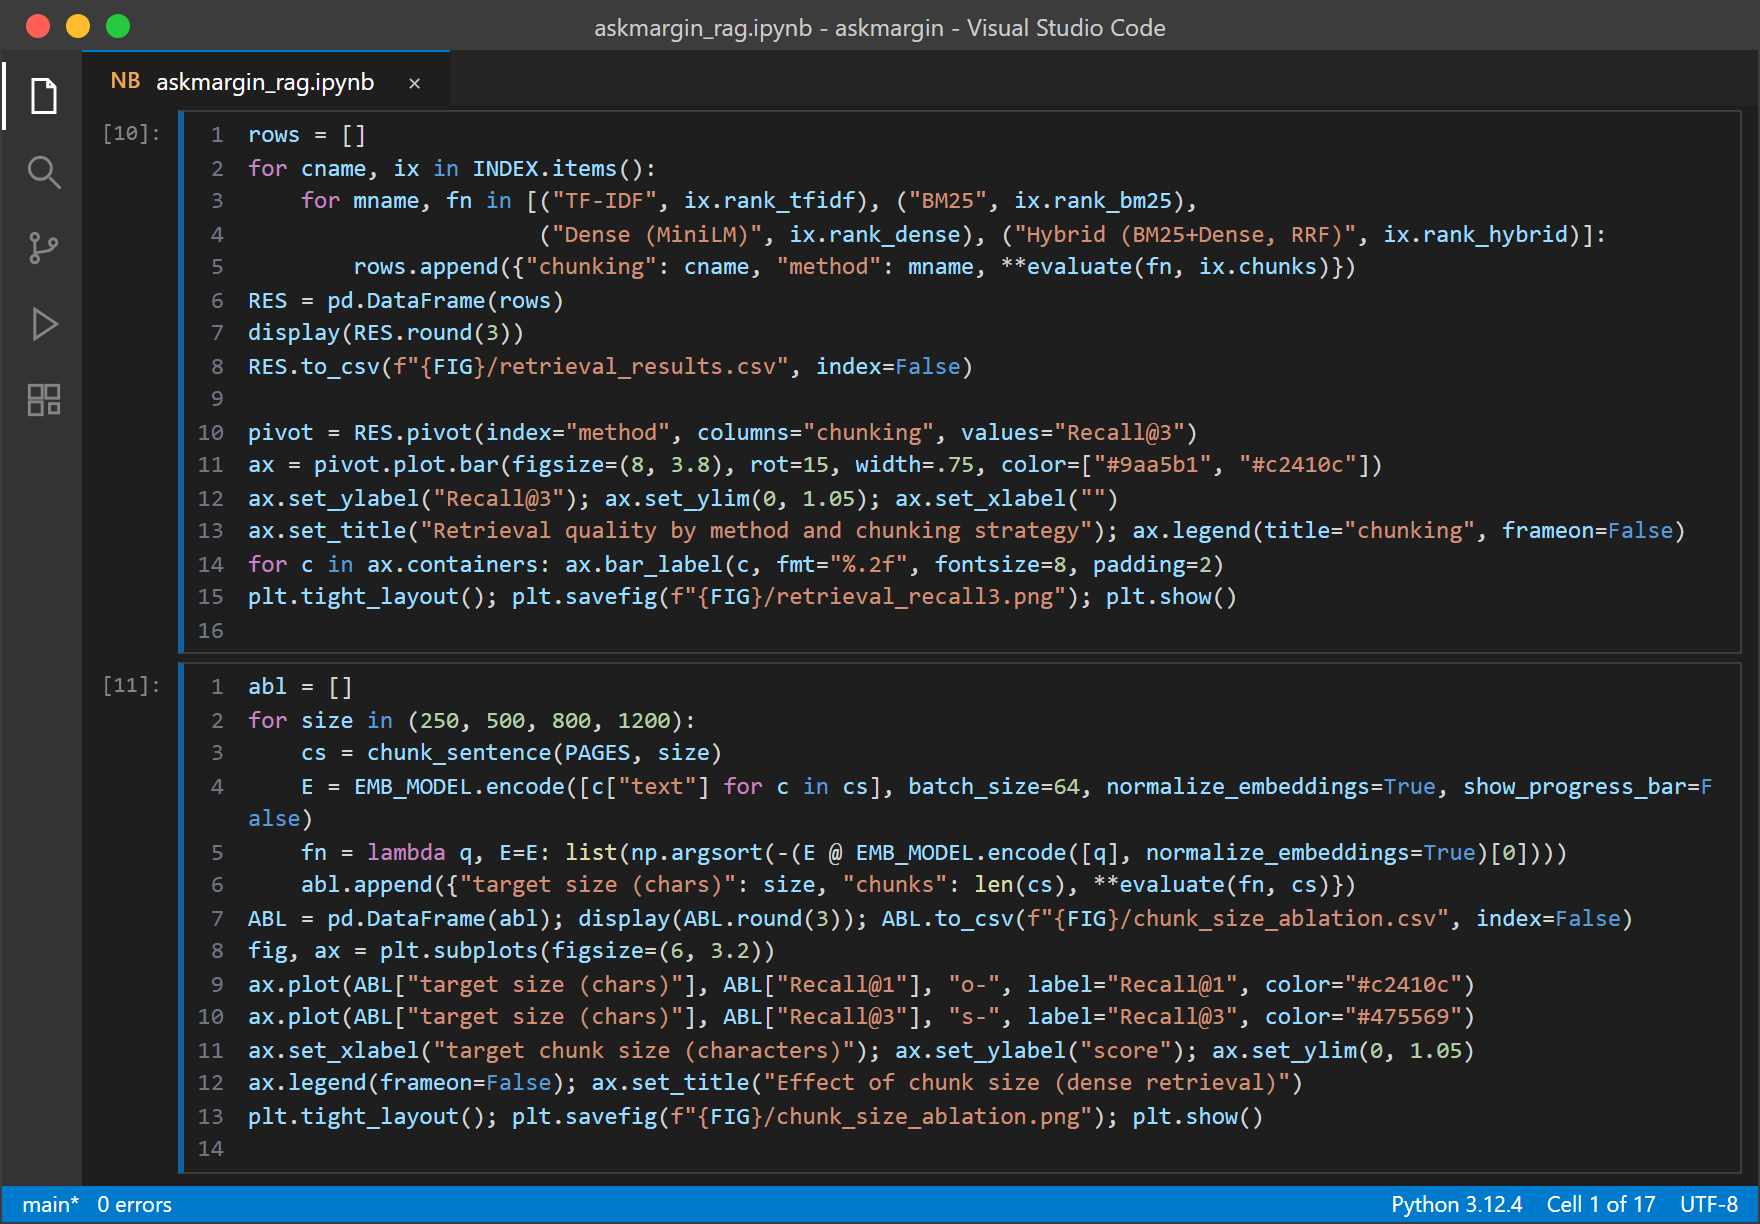 askmargin_rag.ipynb - askmargin - Visual Studio Code
NB askmargin_rag.ipynb ×
[10]:
1 rows = []
2 for cname, ix in INDEX.items():
3     for mname, fn in [("TF-IDF", ix.rank_tfidf), ("BM25", ix.rank_bm25),
4                       ("Dense (MiniLM)", ix.rank_dense), ("Hybrid (BM25+Dense, RRF)", ix.rank_hybrid)]:
5         rows.append({"chunking": cname, "method": mname, **evaluate(fn, ix.chunks)})
6 RES = pd.DataFrame(rows)
7 display(RES.round(3))
8 RES.to_csv(f"{FIG}/retrieval_results.csv", index=False)
9
10 pivot = RES.pivot(index="method", columns="chunking", values="Recall@3")
11 ax = pivot.plot.bar(figsize=(8, 3.8), rot=15, width=.75, color=["#9aa5b1", "#c2410c"])
12 ax.set_ylabel("Recall@3"); ax.set_ylim(0, 1.05); ax.set_xlabel("")
13 ax.set_title("Retrieval quality by method and chunking strategy"); ax.legend(title="chunking", frameon=False)
14 for c in ax.containers: ax.bar_label(c, fmt="%.2f", fontsize=8, padding=2)
15 plt.tight_layout(); plt.savefig(f"{FIG}/retrieval_recall3.png"); plt.show()
16
[11]:
1 abl = []
2 for size in (250, 500, 800, 1200):
3     cs = chunk_sentence(PAGES, size)
4     E = EMB_MODEL.encode([c["text"] for c in cs], batch_size=64, normalize_embeddings=True, show_progress_bar=F
alse)
5     fn = lambda q, E=E: list(np.argsort(-(E @ EMB_MODEL.encode([q], normalize_embeddings=True)[0])))
6     abl.append({"target size (chars)": size, "chunks": len(cs), **evaluate(fn, cs)})
7 ABL = pd.DataFrame(abl); display(ABL.round(3)); ABL.to_csv(f"{FIG}/chunk_size_ablation.csv", index=False)
8 fig, ax = plt.subplots(figsize=(6, 3.2))
9 ax.plot(ABL["target size (chars)"], ABL["Recall@1"], "o-", label="Recall@1", color="#c2410c")
10 ax.plot(ABL["target size (chars)"], ABL["Recall@3"], "s-", label="Recall@3", color="#475569")
11 ax.set_xlabel("target chunk size (characters)"); ax.set_ylabel("score"); ax.set_ylim(0, 1.05)
12 ax.legend(frameon=False); ax.set_title("Effect of chunk size (dense retrieval)")
13 plt.tight_layout(); plt.savefig(f"{FIG}/chunk_size_ablation.png"); plt.show()
14
main* 0 errors Python 3.12.4 Cell 1 of 17 UTF-8